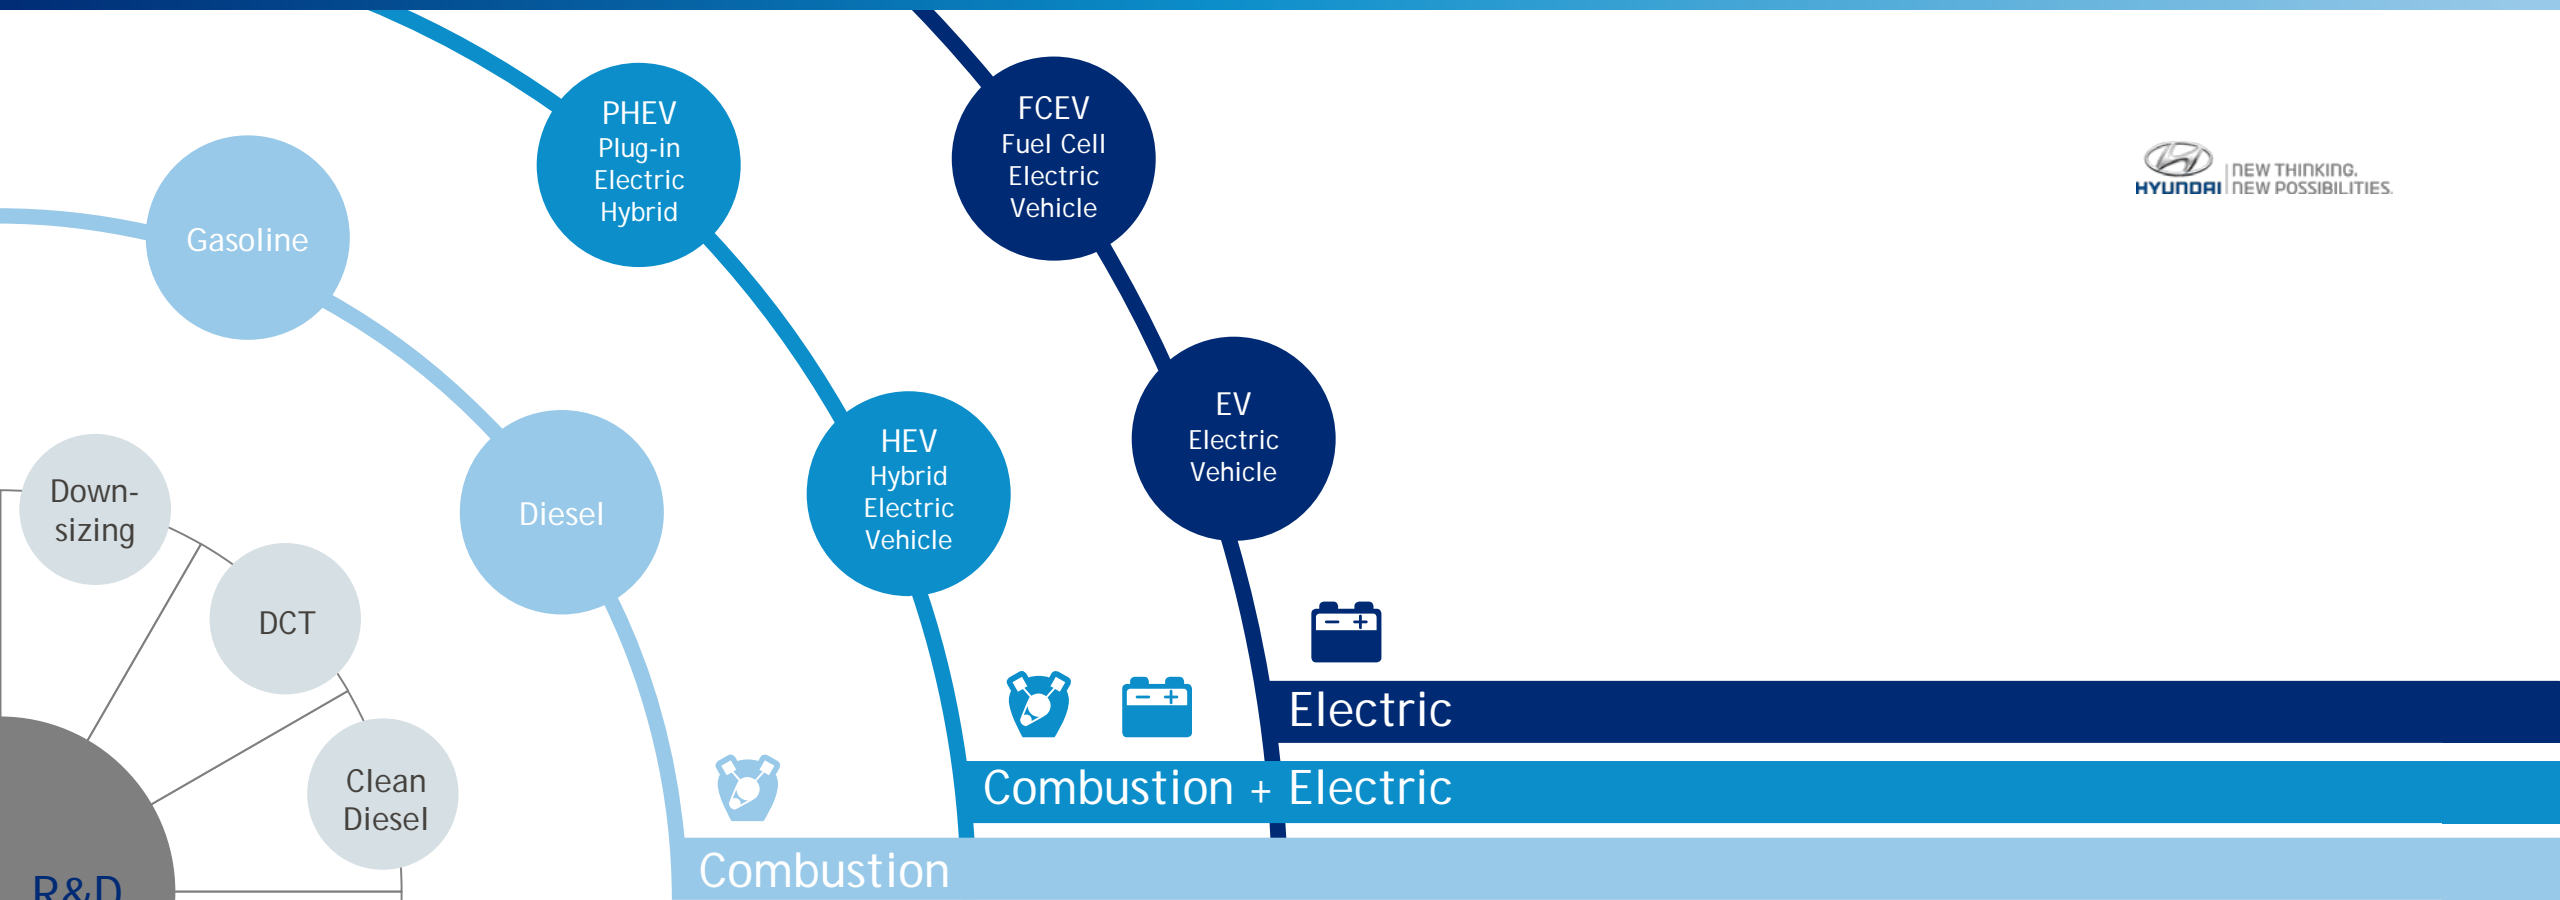 PHEV
Plug-in
Electric
Hybrid
FCEV
Fuel Cell
Electric
Vehicle
HYUNDAI
NEW THINKING.
NEW POSSIBILITIES.
Gasoline
EV
Electric
Vehicle
HEV
Hybrid
Electric
Vehicle
Down-
sizing
Diesel
DCT
Clean
Diesel
R&D
Electric
Combustion + Electric
Combustion